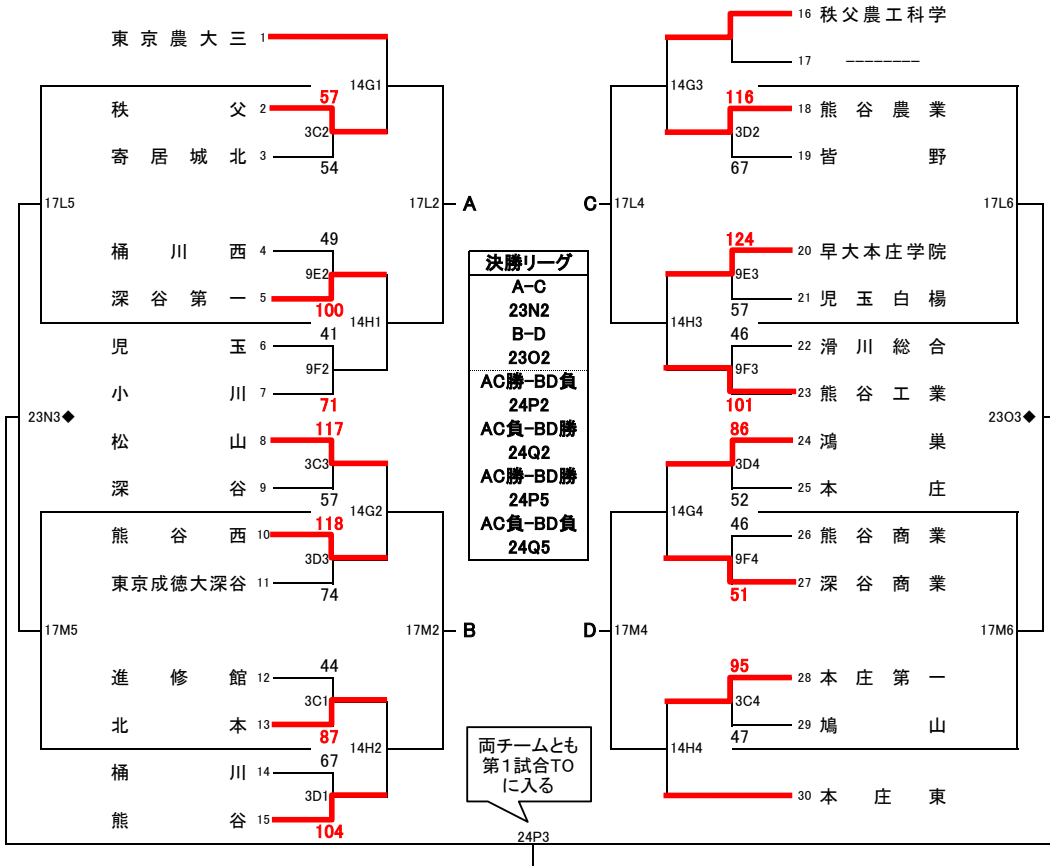 東京農大三 1
14G1
秩父 2 57
3C2
寄居城北 3 54
17L5
17L2
A
桶川西 4 49
9E2
深谷第一 5 100
14H1
児玉 6 41
9F2
小川 7 71
23N3◆
松山 8 117
3C3
深谷 9 57
14G2
熊谷西 10 118
3D3
東京成徳大深谷 11 74
17M5
17M2
B
進修館 12 44
3C1
北本 13 87
14H2
桶川 14 67
3D1
熊谷 15 104
決勝リーグ
A-C
23N2
B-D
23O2
AC勝-BD負
24P2
AC負-BD勝
24Q2
AC勝-BD勝
24P5
AC負-BD負
24Q5
両チームとも
第1試合TO
に入る
24P3
16 秩父農工科学
17 --------
14G3
116 18 熊谷農業
3D2
67 19 皆野
C
17L4
17L6
124 20 早大本庄学院
9E3
57 21 児玉白楊
14H3
46 22 滑川総合
9F3
101 23 熊谷工業
23O3◆
86 24 鴻巣
3D4
52 25 本庄
14G4
46 26 熊谷商業
9F4
51 27 深谷商業
D
17M4
17M6
95 28 本庄第一
3C4
47 29 鳩山
14H4
30 本庄東